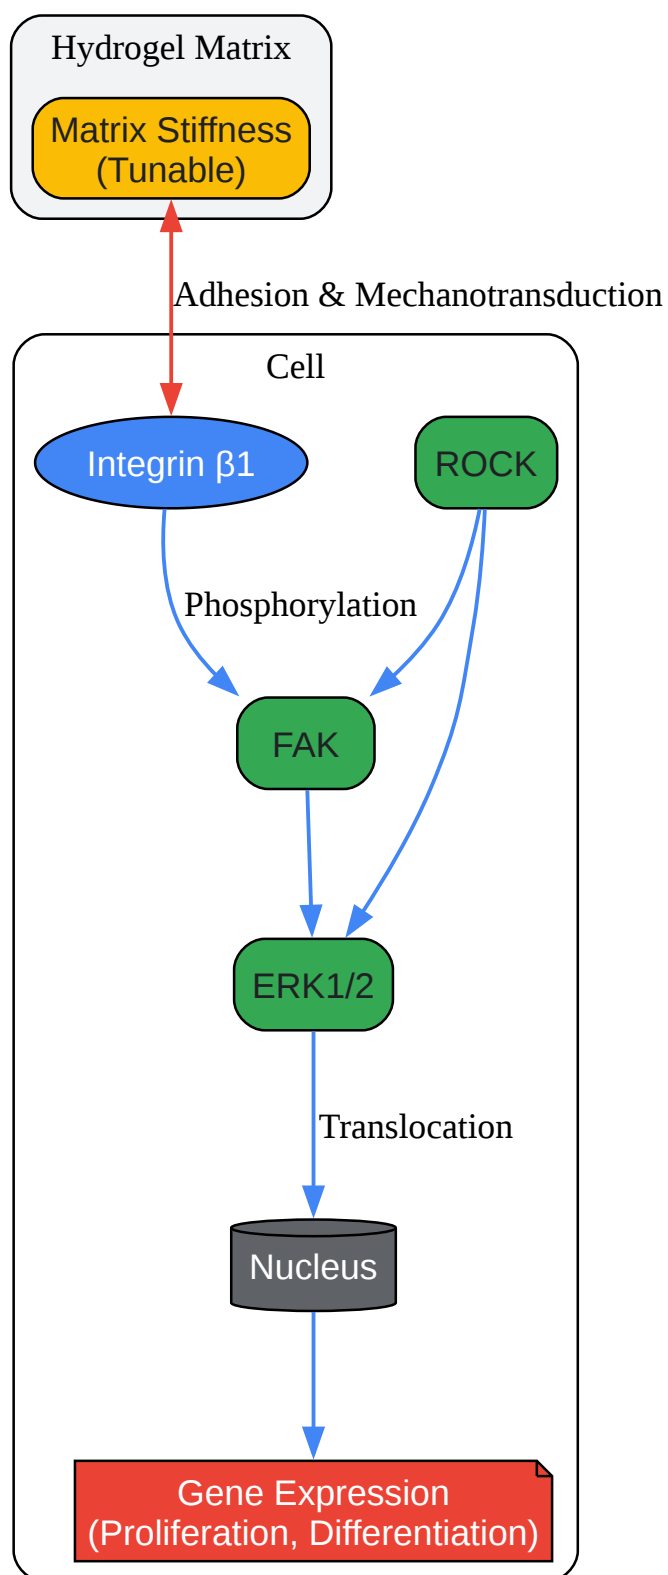 Hydrogel Matrix
Matrix Stiffness
(Tunable)
Adhesion & Mechanotransduction
Cell
Integrin β1
ROCK
Phosphorylation
FAK
ERK1/2
Translocation
Nucleus
Gene Expression
(Proliferation, Differentiation)